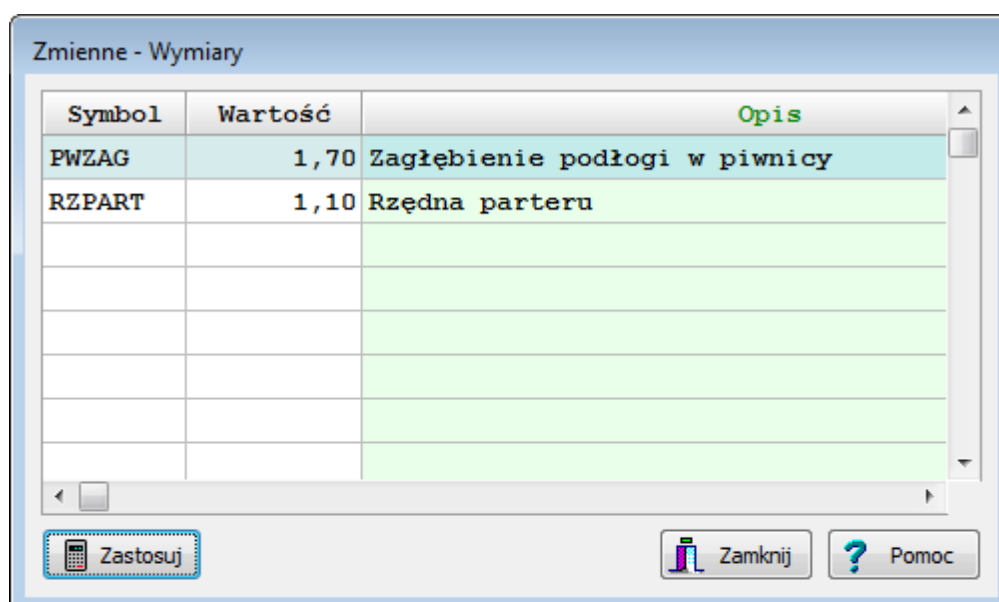 Zmienne - Wymiary
Symbol Wartość Opis
PWZAG 1,70 Zagłębienie podłogi w piwnicy
RZPART 1,10 Rzędna parteru
Zastosuj Zamknij ? Pomoc